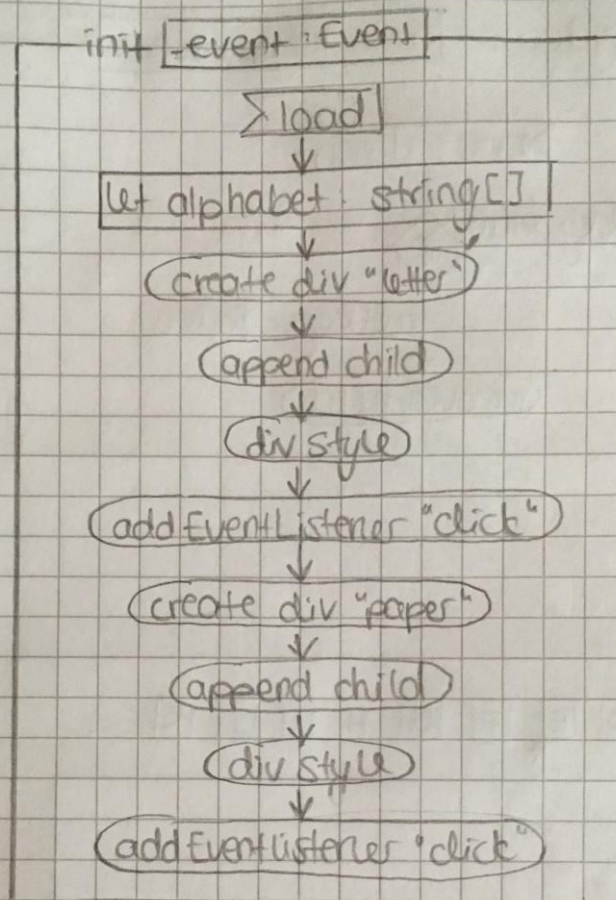 init -event : Event
load
let alphabet : string[]
create div "letter"
append child
div style
addEventListener "click"
create div "paper"
append child
div style
addEventListener "click"